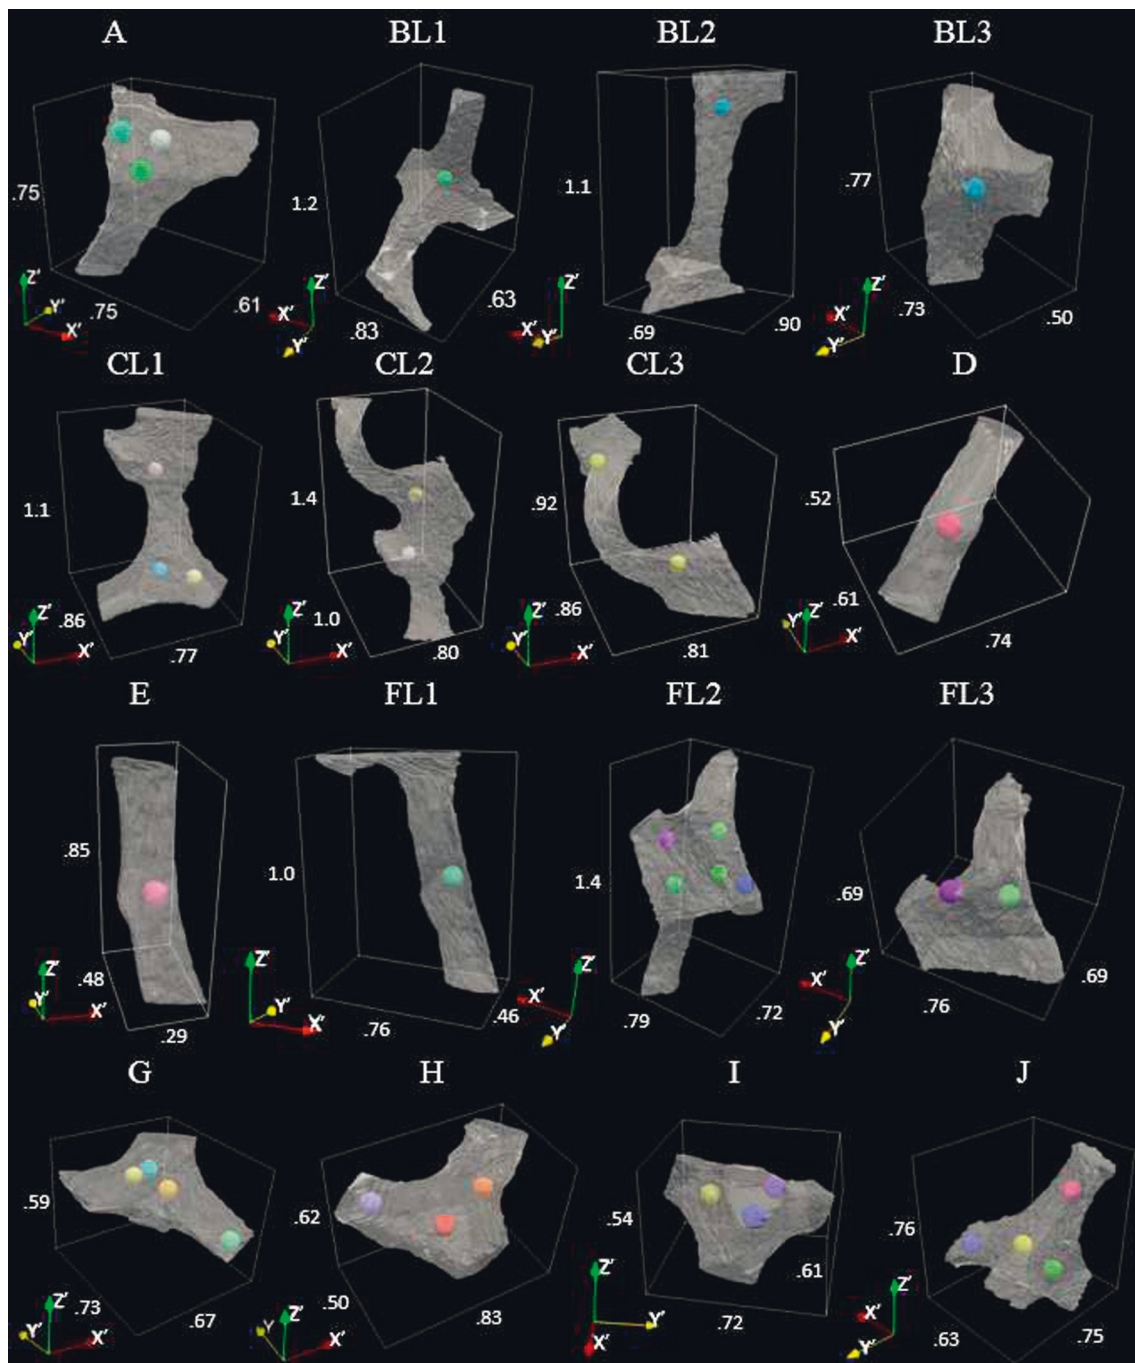 A BL1 BL2 BL3
.75 .75 .61 Z' Y' X'
1.2 .83 .63 Z' X' Y'
1.1 .69 .90 Z' X' Y'
.77 .73 .50 Z' X' Y'
CL1 CL2 CL3 D
1.1 .86 .77 Z' Y' X'
1.4 1.0 .80 Z' Y' X'
.92 .86 .81 Z' Y' X'
.52 .61 .74 Z' Y' X'
E FL1 FL2 FL3
.85 .48 .29 Z' Y' X'
1.0 .76 .46 Z' Y' X'
1.4 .79 .72 Z' X' Y'
.69 .76 .69 Z' X' Y'
G H I J
.59 .73 .67 Z' Y' X'
.62 .50 .83 Z' Y X'
.54 .72 .61 Z' Y' X'
.76 .63 .75 Z' X' Y'